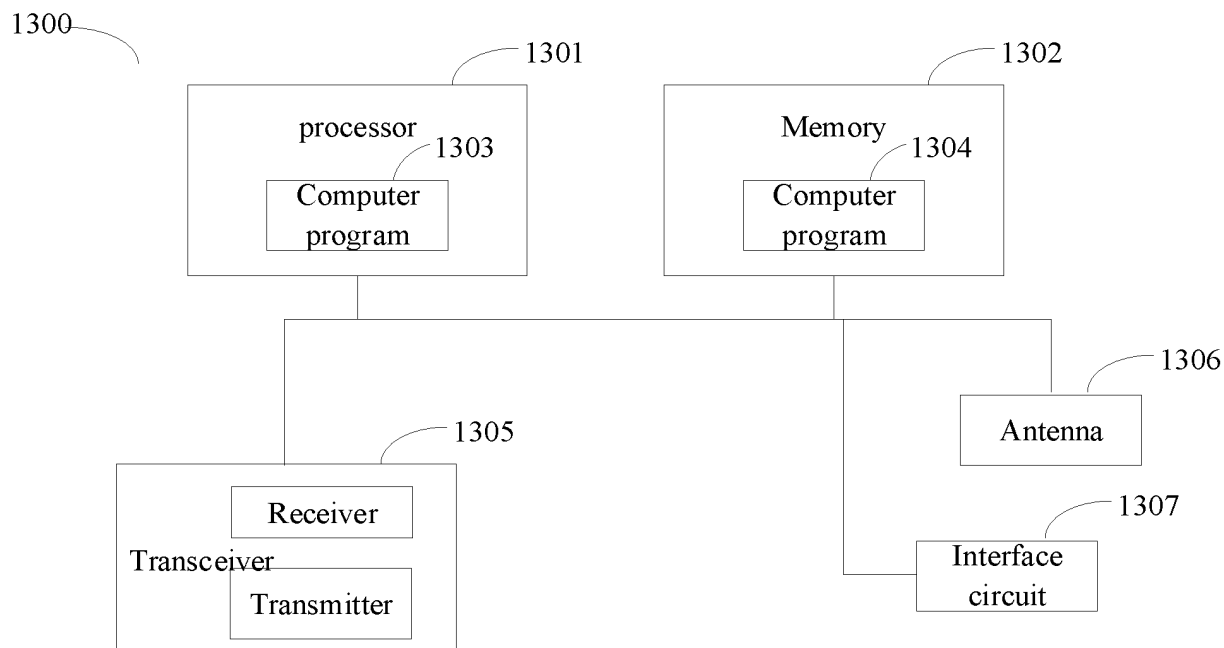 1300
1301
1302
processor
Memory
1303
1304
Computer
program
Computer
program
1306
Antenna
1305
Receiver
Transceiver
Transmitter
1307
Interface
circuit